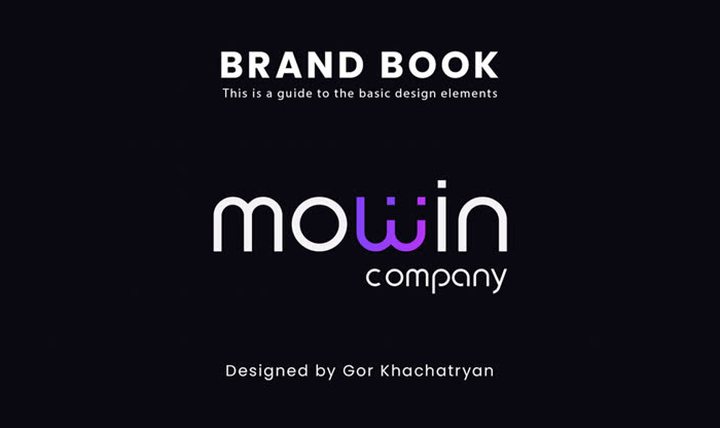 BRAND BOOK
This is a guide to the basic design elements
mowin
company
Designed by Gor Khachatryan